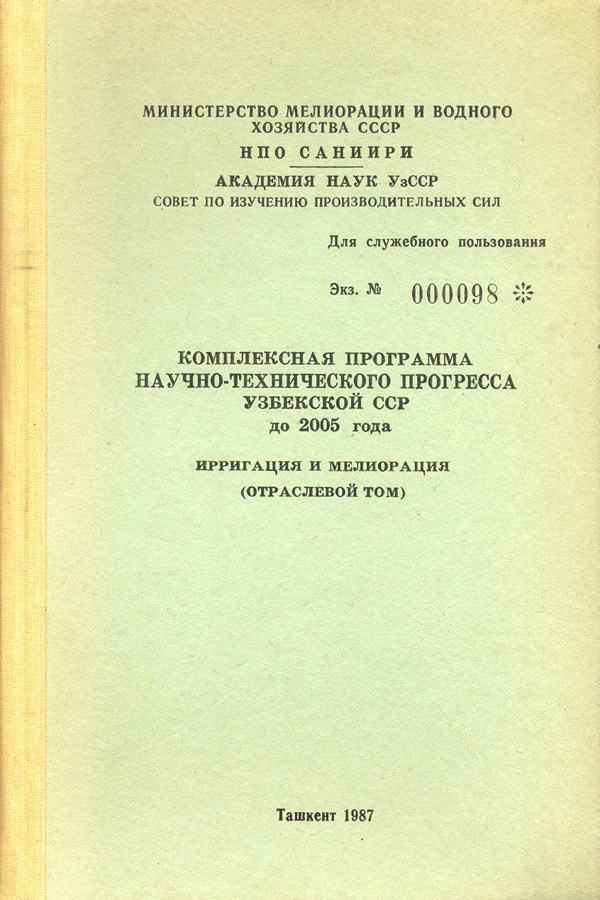 МИНИСТЕРСТВО МЕЛИОРАЦИИ И ВОДНОГО
ХОЗЯЙСТВА СССР
НПО САНИИРИ
АКАДЕМИЯ НАУК УзССР
СОВЕТ ПО ИЗУЧЕНИЮ ПРОИЗВОДИТЕЛЬНЫХ СИЛ
Для служебного пользования
Экз. № 000098 ✻
КОМПЛЕКСНАЯ ПРОГРАММА
НАУЧНО-ТЕХНИЧЕСКОГО ПРОГРЕССА
УЗБЕКСКОЙ ССР
до 2005 года
ИРРИГАЦИЯ И МЕЛИОРАЦИЯ
(ОТРАСЛЕВОЙ ТОМ)
Ташкент 1987